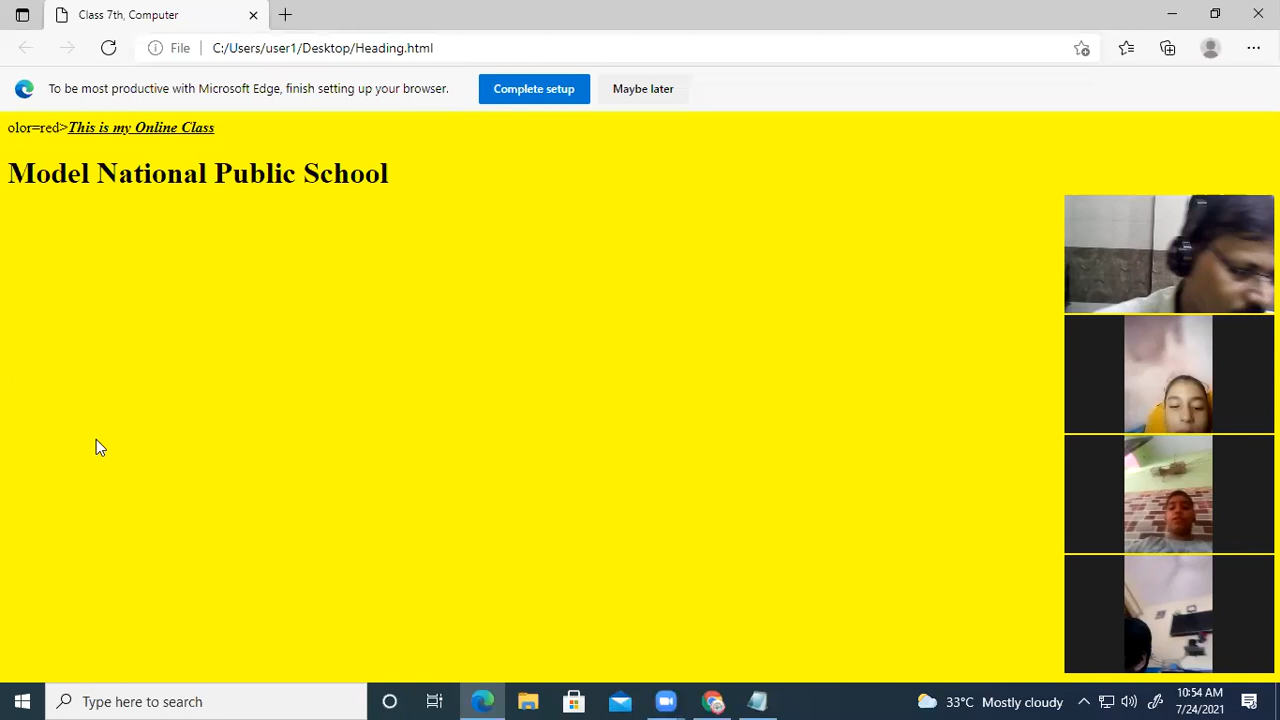 Class 7th, Computer
File C:/Users/user1/Desktop/Heading.html
To be most productive with Microsoft Edge, finish setting up your browser. Complete setup Maybe later
olor=red>This is my Online Class
Model National Public School
Type here to search 33°C Mostly cloudy 10:54 AM
7/24/2021